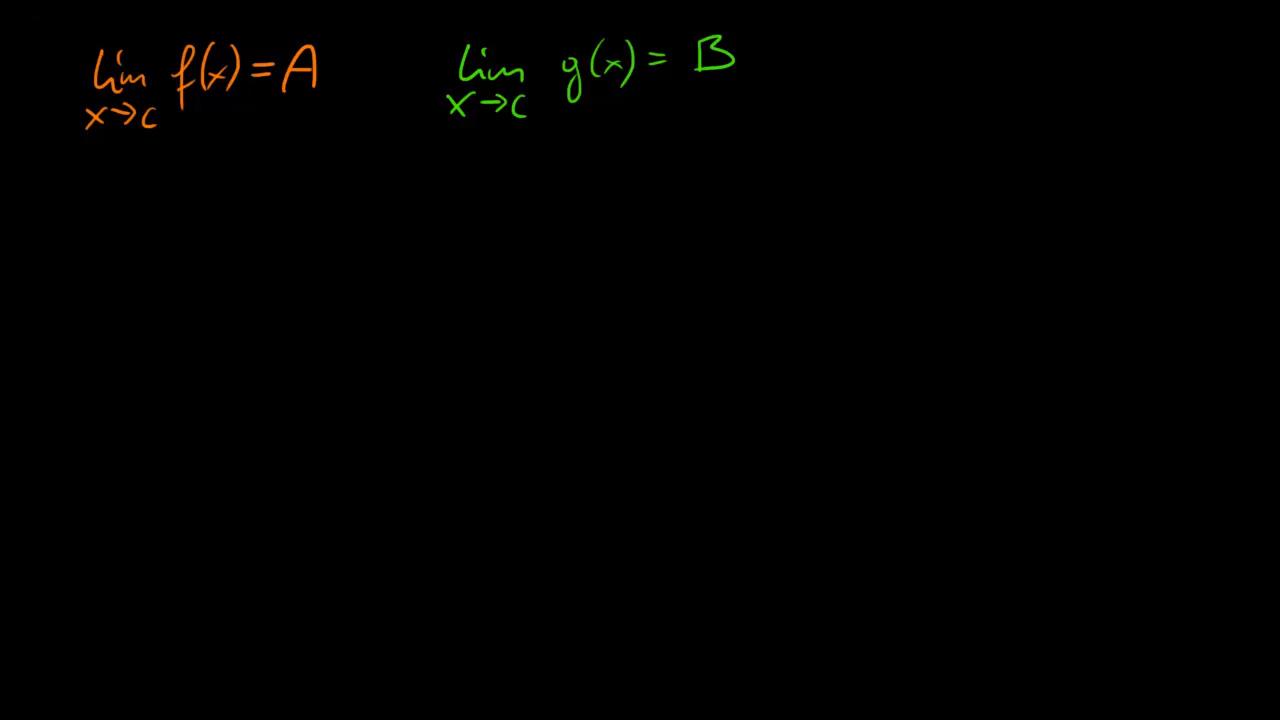 lim x→c f(x) = A
lim x→c g(x) = B